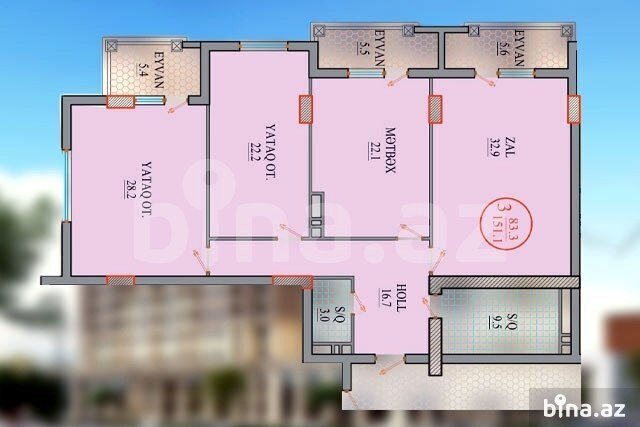 EYVAN
5.4
EYVAN
5.5
EYVAN
5.6
YATAQ OT.
28.2
YATAQ OT.
22.2
MƏTBƏX
22.1
ZAL
32.9
3
83.3
151.1
HOLL
16.7
S/Q
3.0
S/Q
9.5
bina.az
bina.az